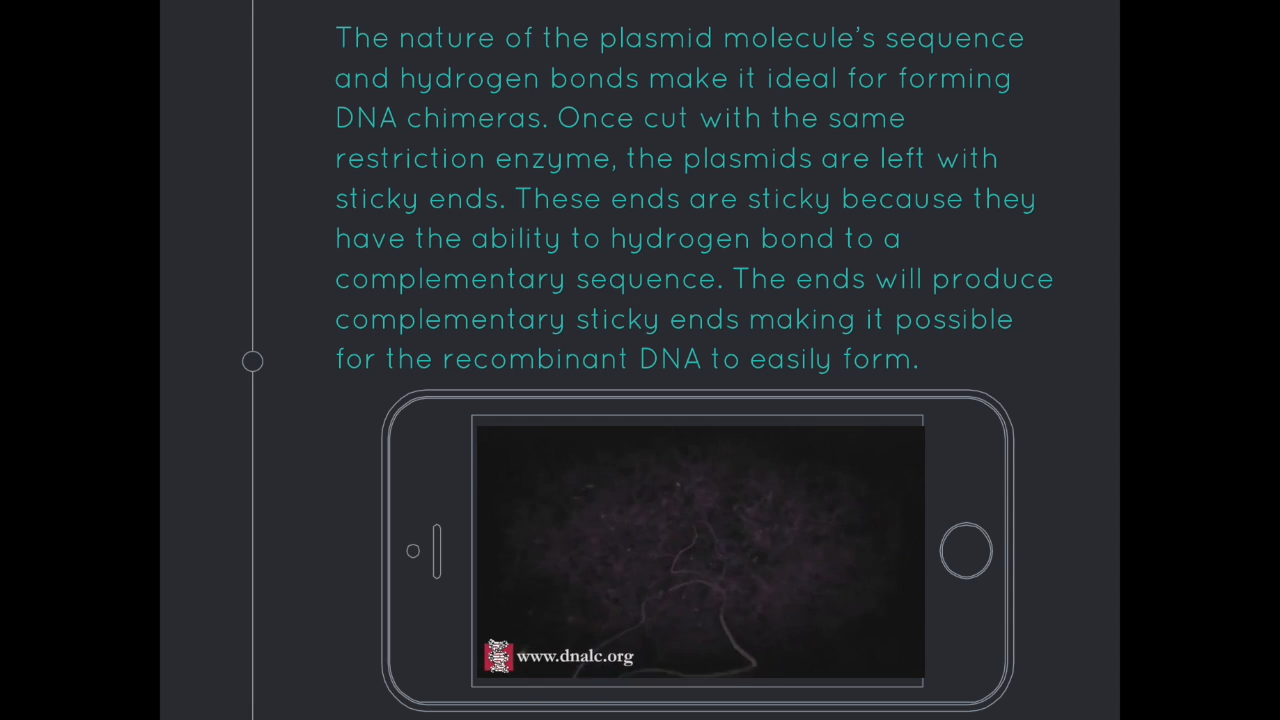 The nature of the plasmid molecule's sequence
and hydrogen bonds make it ideal for forming
DNA chimeras. Once cut with the same
restriction enzyme, the plasmids are left with
sticky ends. These ends are sticky because they
have the ability to hydrogen bond to a
complementary sequence. The ends will produce
complementary sticky ends making it possible
for the recombinant DNA to easily form.
www.dnalc.org